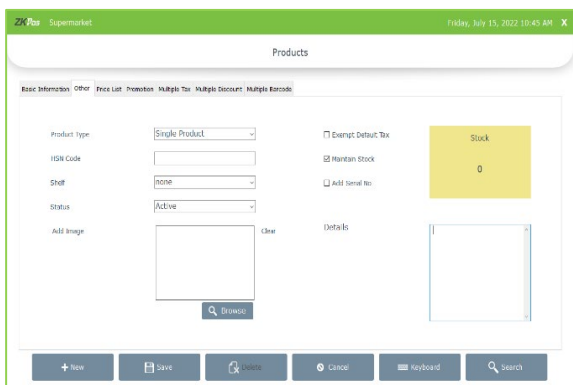 ZKPos Supermarket Friday, July 15, 2022 10:45 AM X
Products
Basic Information Other Price List Promotion Multiple Tax Multiple Discount Multiple Barcode
Product Type Single Product Exempt Default Tax Stock
HSN Code Maintain Stock 0
Shelf none Add Serial No
Status Active
Add Image Clear Details
Browse
New Save Delete Cancel Keyboard Search